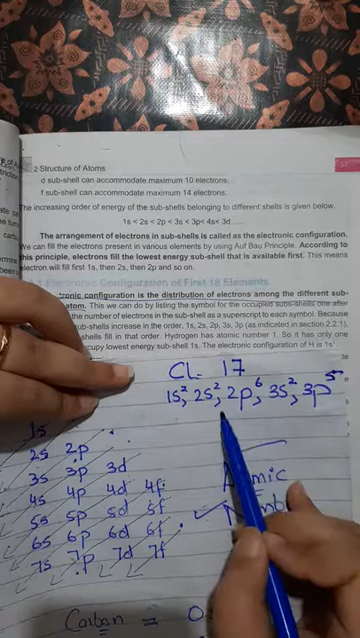 2 Structure of Atoms
d sub-shell can accommodate maximum 10 electrons.
f sub-shell can accommodate maximum 14 electrons.
The increasing order of energy of the sub-shells belonging to different shells is given below.
1s < 2s < 2p < 3s < 3p< 4s< 3d
The arrangement of electrons in sub-shells is called as the electronic configuration.
We can fill the electrons present in various elements by using Auf Bau Principle. According to
this principle, electrons fill the lowest energy sub-shell that is available first. This means
electron will first 1s, then 2s, then 2p and so on.
Electronic Configuration of First 18 Elements
tronic configuration is the distribution of electrons among the different sub-
atom. This we can do by listing the symbol for the occupied subs-shells one after
the number of electrons in the subshell as a superscript to each symbol. Because
sub-shells increase in the order, 1s, 2s, 2p, 3s, 3p (as indicated in section 2.2.1).
shells fill in that order. Hydrogen has atomic number 1. So it has only one
cupy lowest energy sub-shell 1s. The electronic configuration of H is 1s¹
CL. 17
1s², 2s², 2p⁶, 3s², 3p⁵
1s
2s 2p
3s 3p 3d
4s 4p 4d 4f
5s 5p 5d 5f
6s 6p 6d 6f
7s 7p 7d 7f
Atomic
Carban =